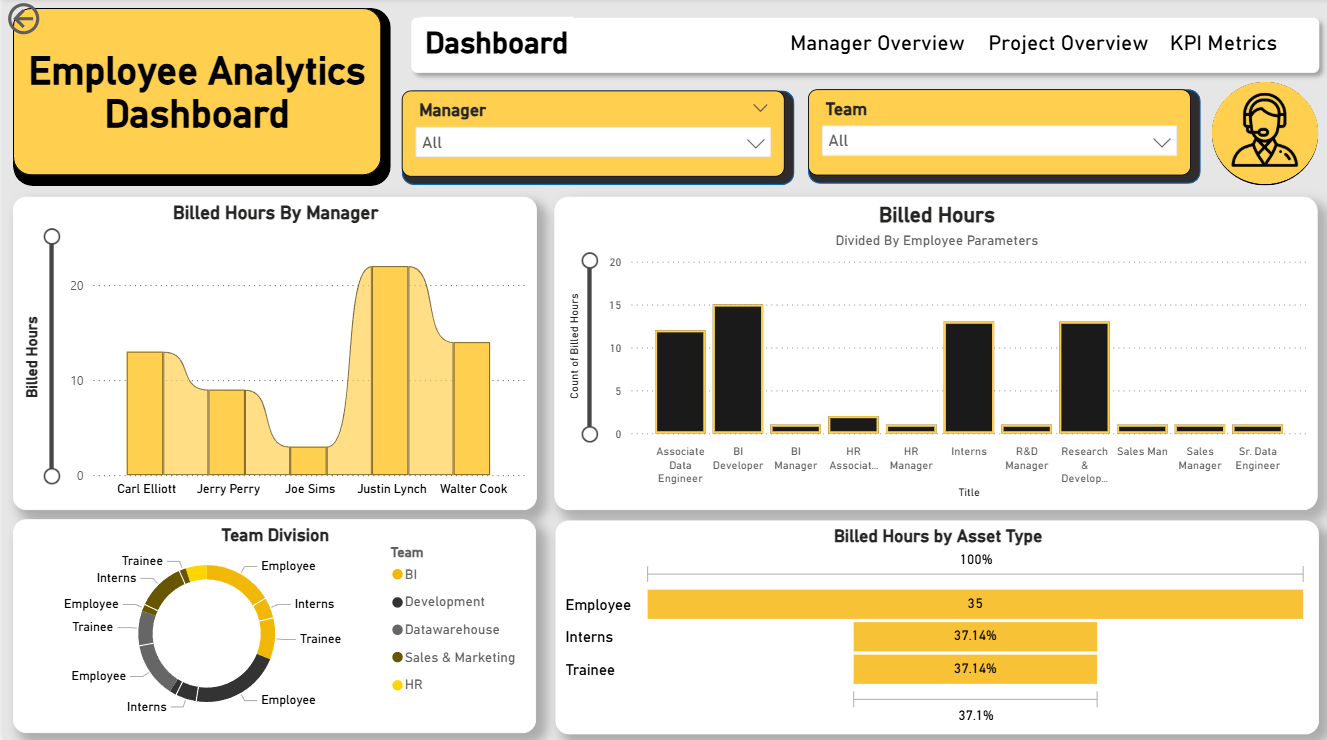 Employee Analytics
Dashboard
Dashboard
Manager Overview
Project Overview
KPI Metrics
Manager
All
Team
All
Billed Hours By Manager
Billed Hours
20
10
0
Carl Elliott
Jerry Perry
Joe Sims
Justin Lynch
Walter Cook
Billed Hours
Divided By Employee Parameters
Count of Billed Hours
20
15
10
5
0
Associate
Data
Engineer
BI
Developer
BI
Manager
HR
Associat...
HR
Manager
Interns
R&D
Manager
Research
&
Develop...
Sales Man
Sales
Manager
Sr. Data
Engineer
Title
Team Division
Trainee
Interns
Employee
Trainee
Employee
Interns
Employee
Interns
Trainee
Employee
Team
BI
Development
Datawarehouse
Sales & Marketing
HR
Billed Hours by Asset Type
100%
Employee
35
Interns
37.14%
Trainee
37.14%
37.1%